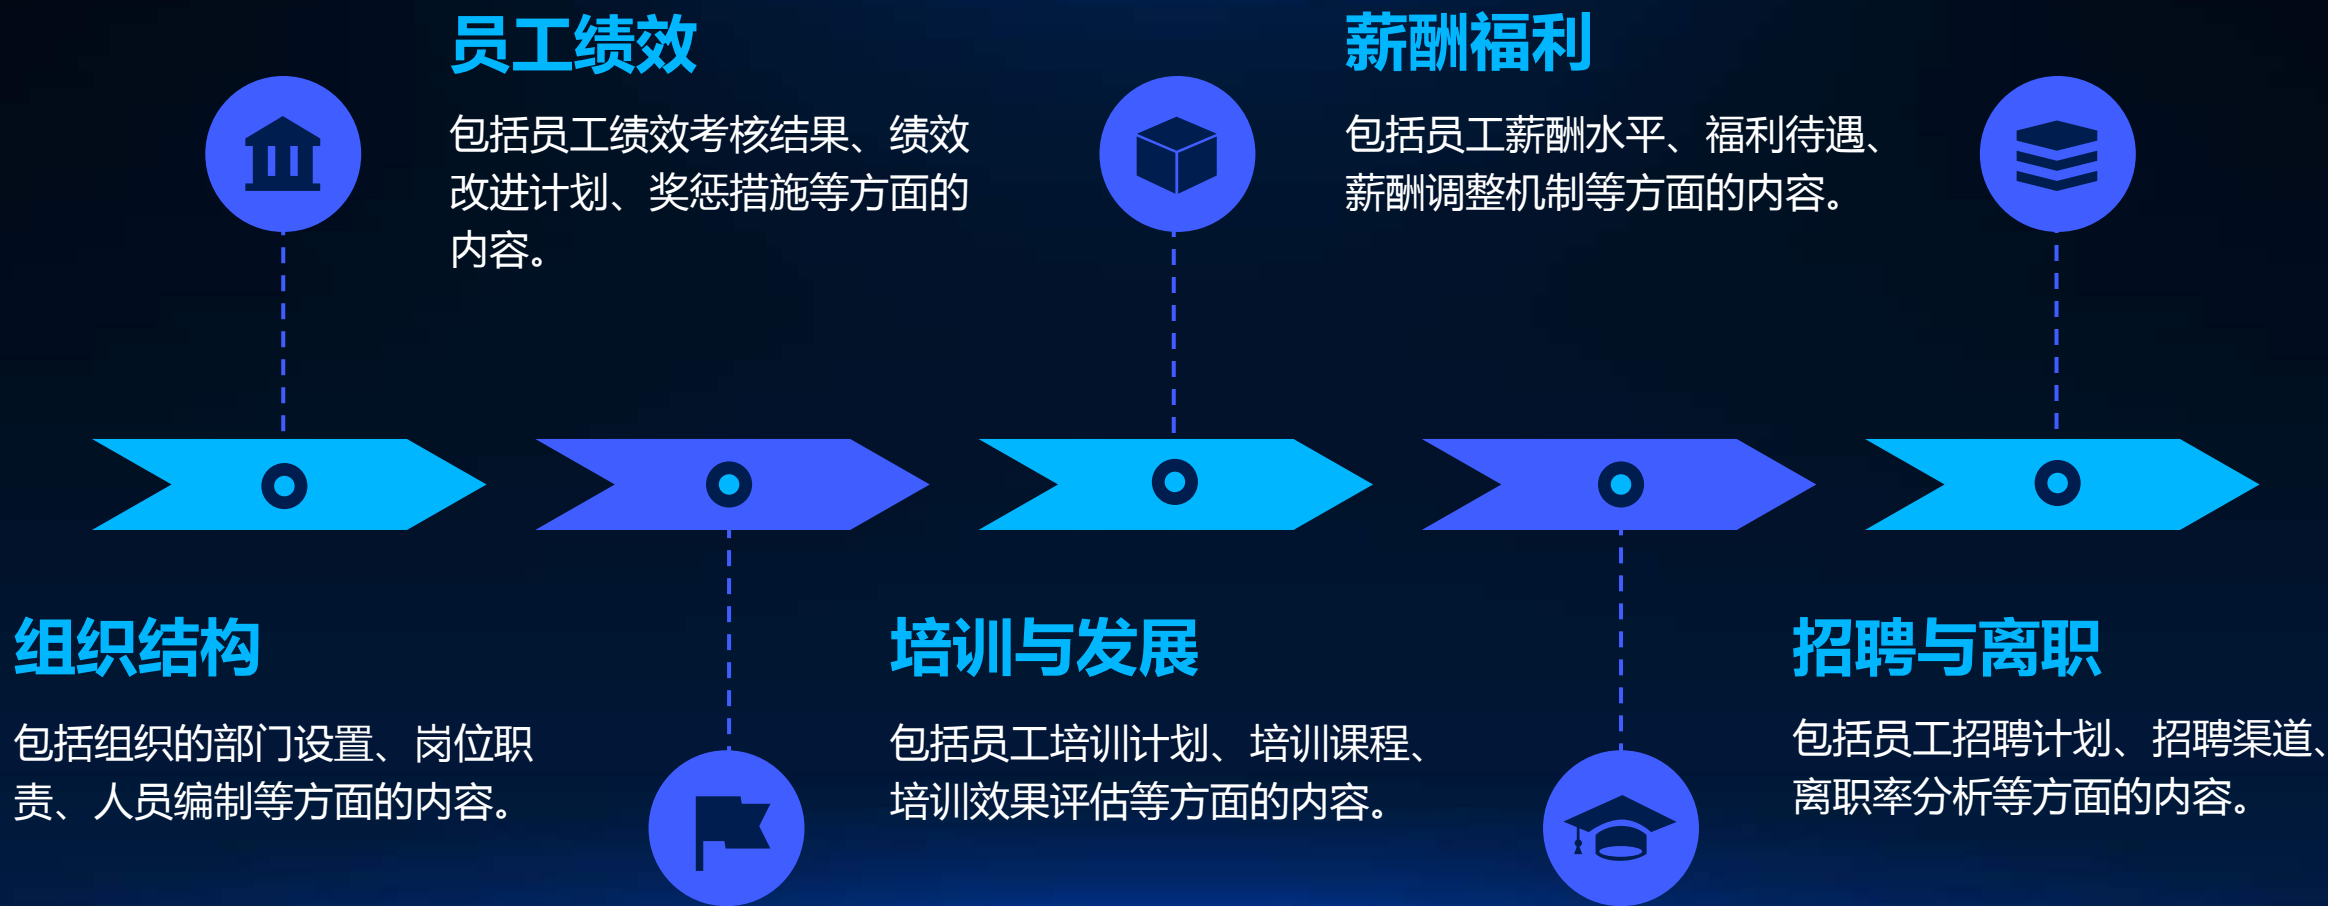 员工绩效
包括员工绩效考核结果、绩效
改进计划、奖惩措施等方面的
内容。
薪酬福利
包括员工薪酬水平、福利待遇、
薪酬调整机制等方面的内容。
组织结构
包括组织的部门设置、岗位职
责、人员编制等方面的内容。
培训与发展
包括员工培训计划、培训课程、
培训效果评估等方面的内容。
招聘与离职
包括员工招聘计划、招聘渠道、
离职率分析等方面的内容。